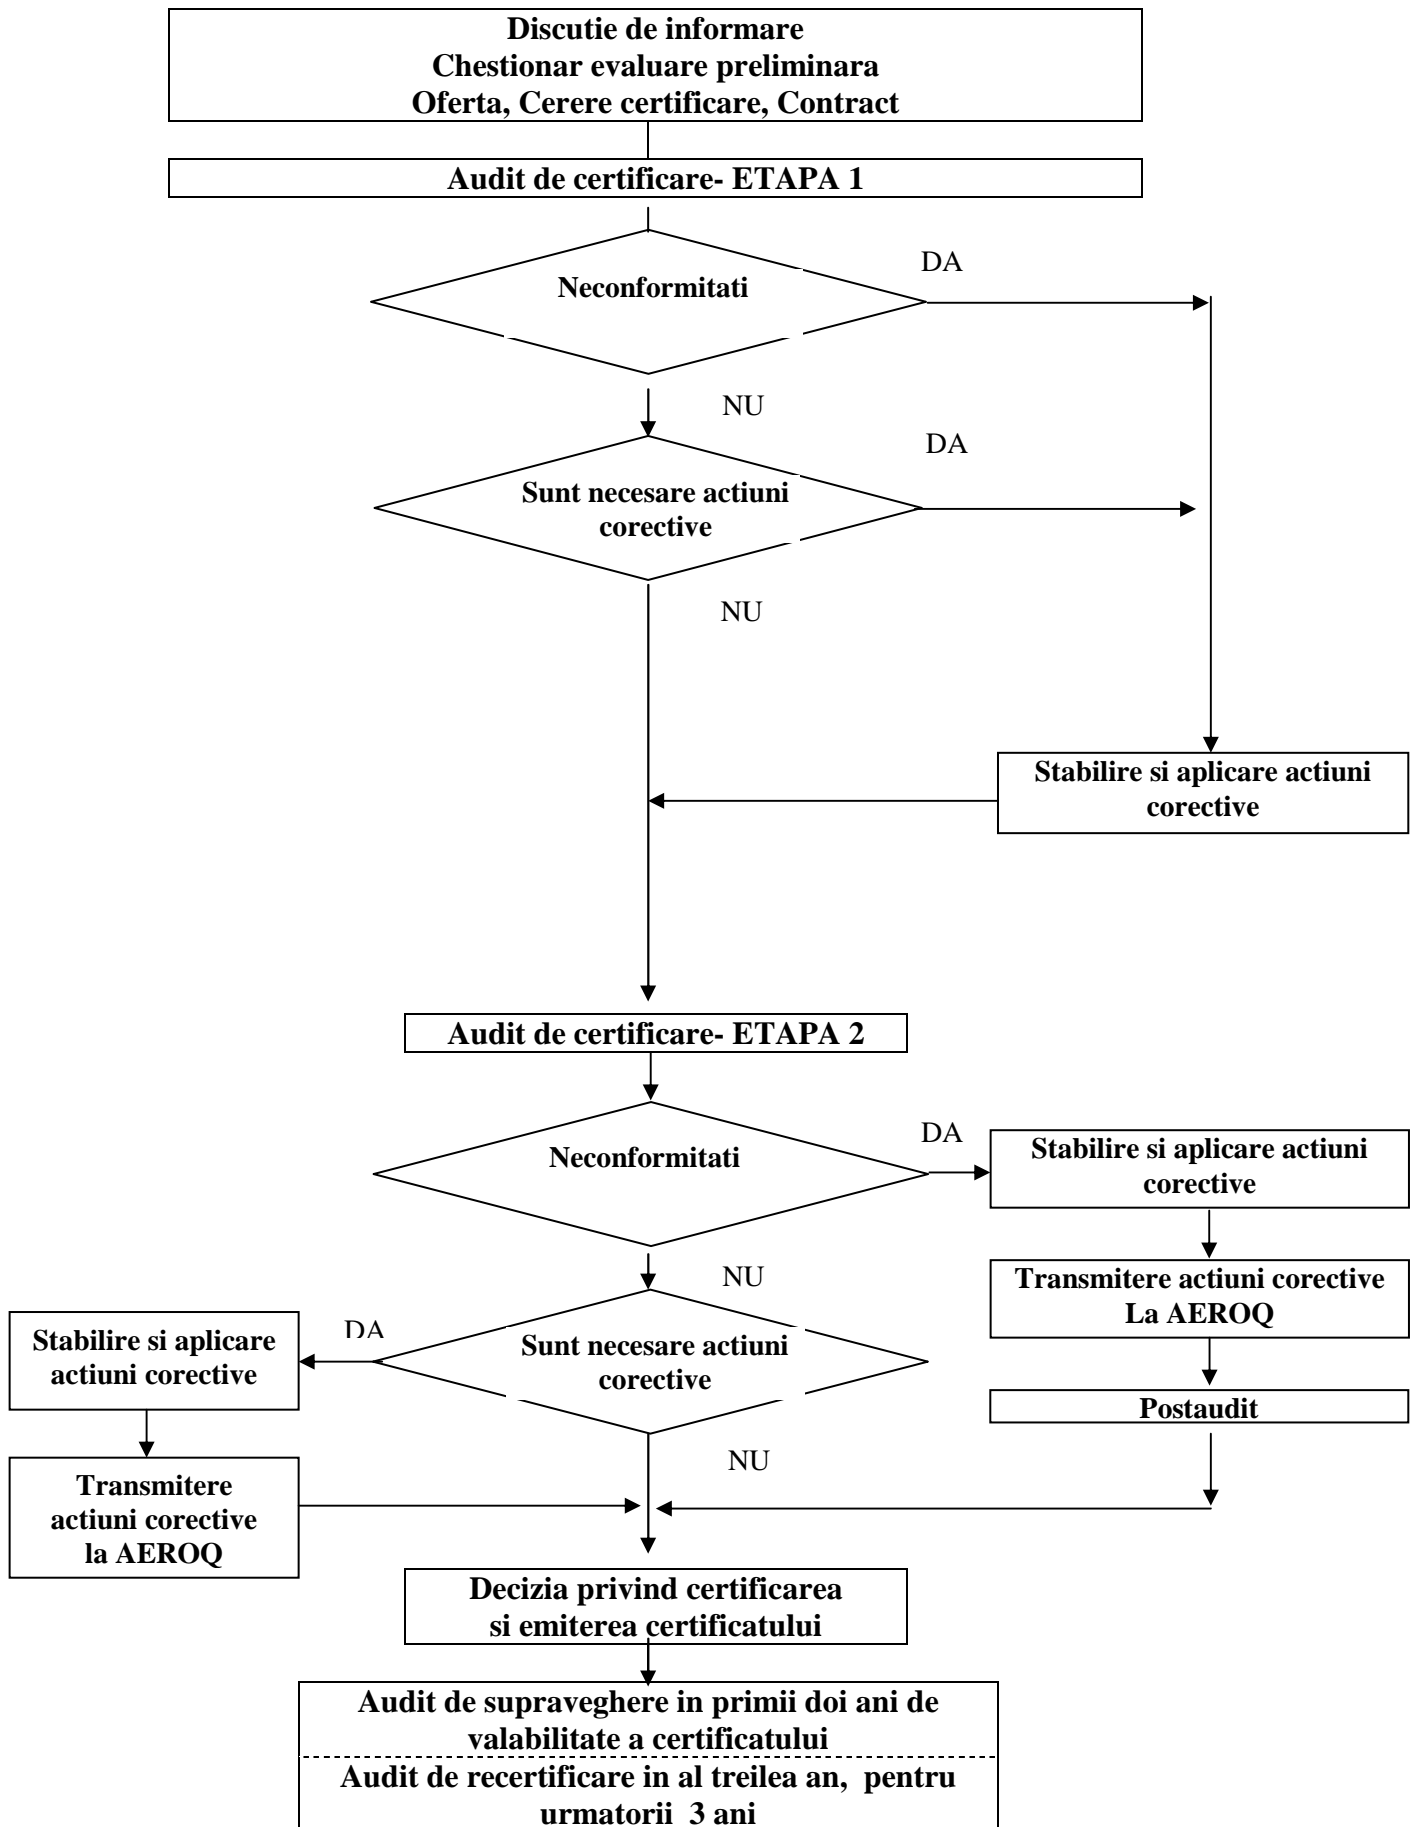 Discutie de informare
Chestionar evaluare preliminara
Oferta, Cerere certificare, Contract
Audit de certificare- ETAPA 1
DA
Neconformitati
NU
DA
Sunt necesare actiuni
corective
NU
Stabilire si aplicare actiuni
corective
Audit de certificare- ETAPA 2
DA
Neconformitati
Stabilire si aplicare actiuni
corective
NU
Transmitere actiuni corective
La AEROQ
DA
Stabilire si aplicare
actiuni corective
Sunt necesare actiuni
corective
Postaudit
NU
Transmitere
actiuni corective
la AEROQ
Decizia privind certificarea
si emiterea certificatului
Audit de supraveghere in primii doi ani de
valabilitate a certificatului
Audit de recertificare in al treilea an,  pentru
urmatorii  3 ani